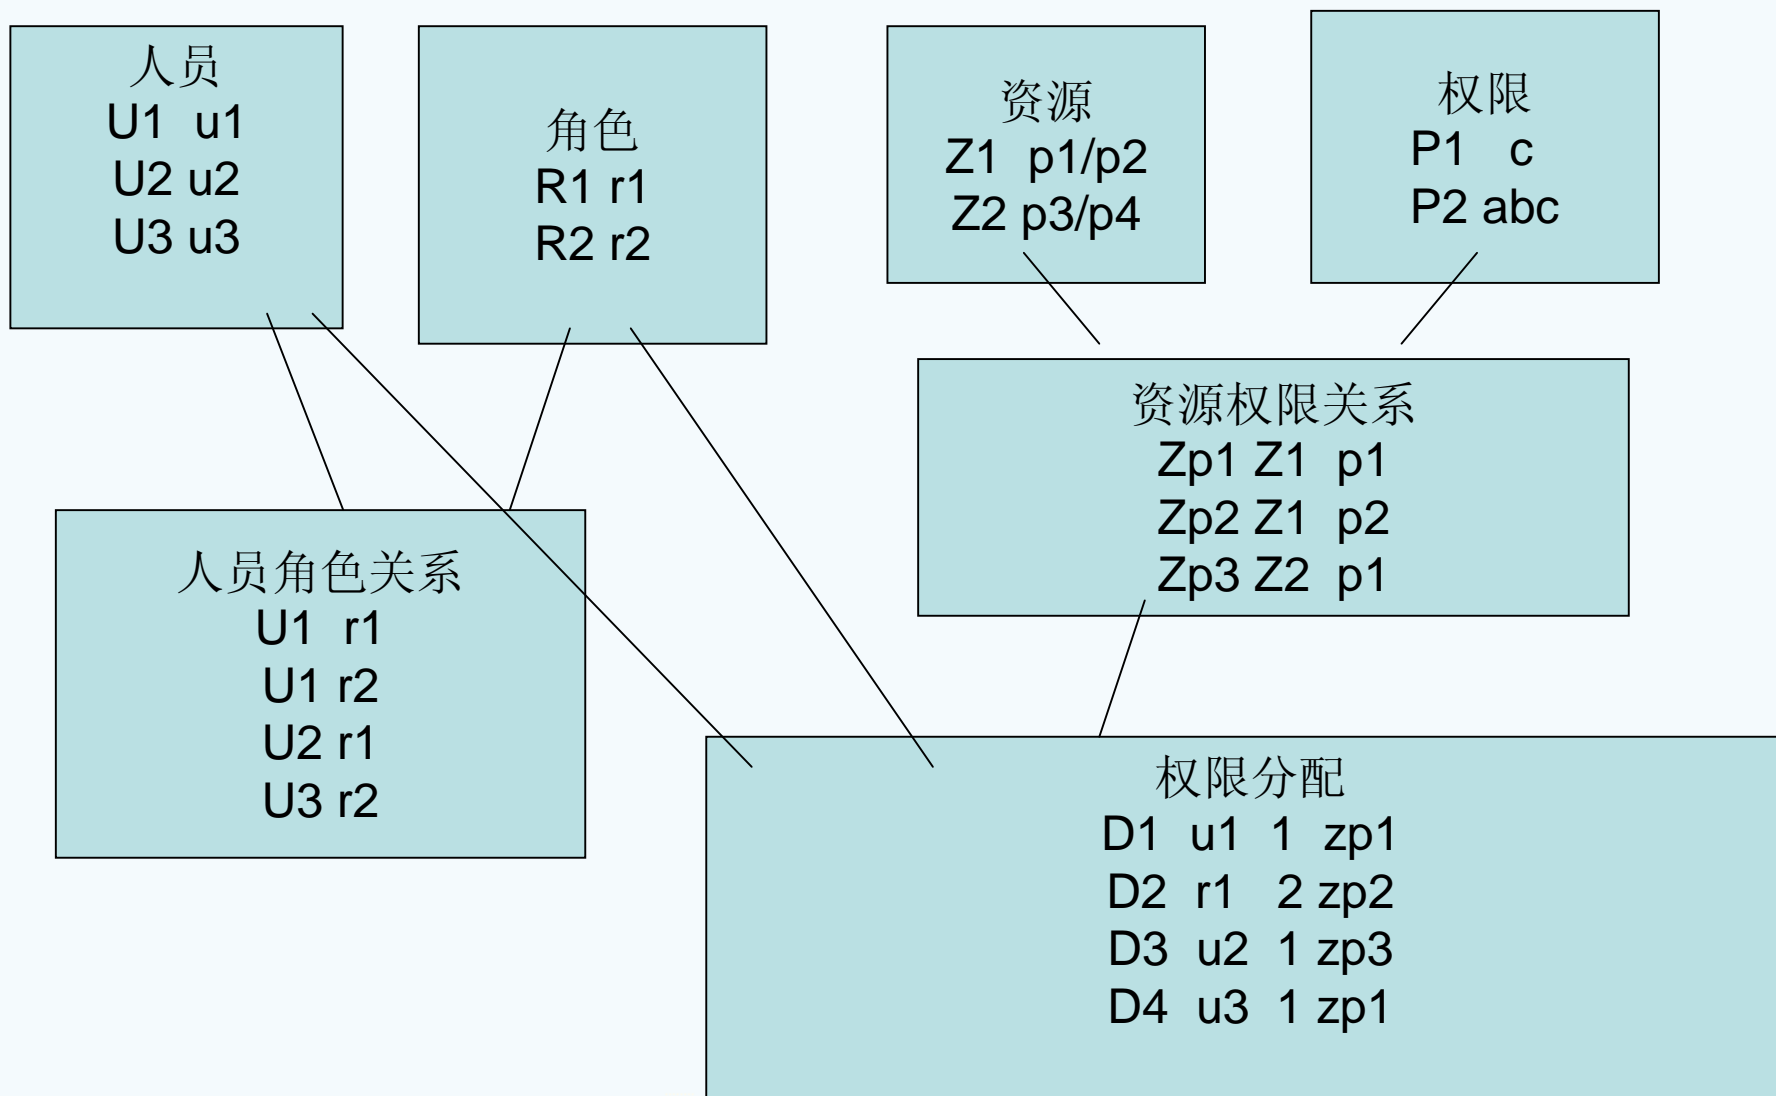 人员
U1 u1
U2 u2
U3 u3
角色
R1 r1
R2 r2
资源
Z1 p1/p2
Z2 p3/p4
权限
P1 c
P2 abc
资源权限关系
Zp1 Z1 p1
Zp2 Z1 p2
Zp3 Z2 p1
人员角色关系
U1 r1
U1 r2
U2 r1
U3 r2
权限分配
D1 u1 1 zp1
D2 r1 2 zp2
D3 u2 1 zp3
D4 u3 1 zp1